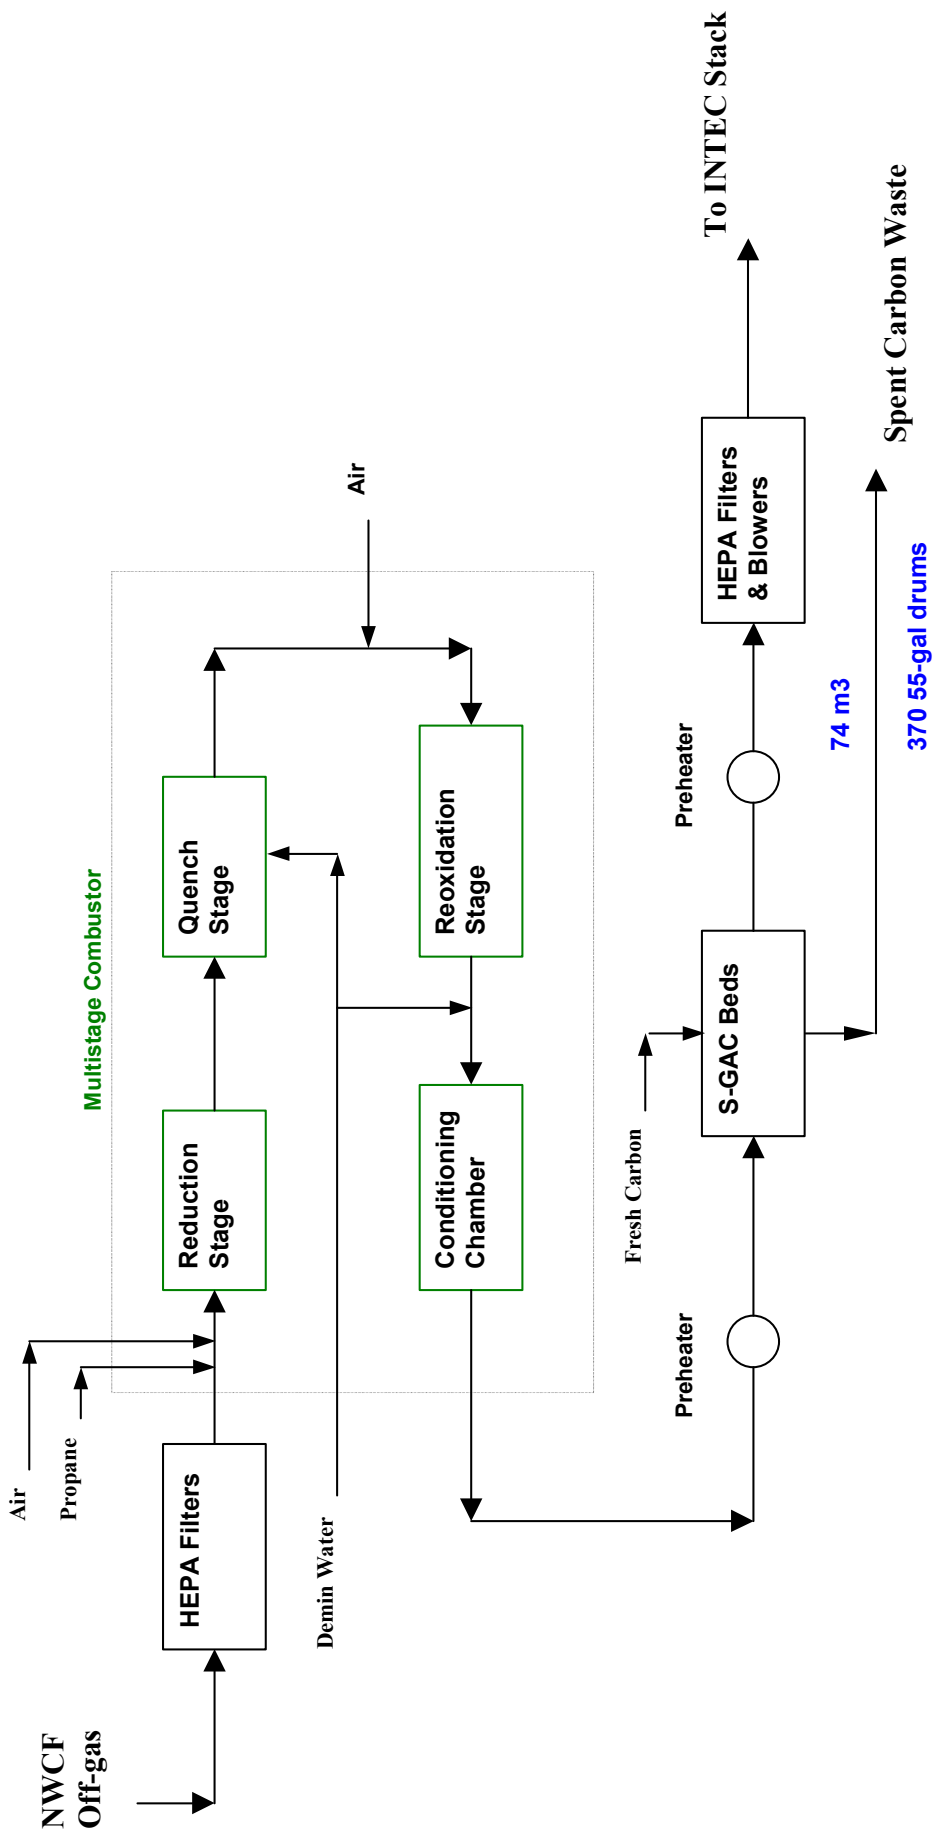 NWCF
Off-gas
HEPA Filters
Air
Propane
Demin Water
Multistage Combustor
Reduction
Stage
Quench
Stage
Air
Reoxidation
Stage
Conditioning
Chamber
Preheater
Fresh Carbon
S-GAC Beds
Preheater
HEPA Filters
& Blowers
To INTEC Stack
74 m3
370 55-gal drums
Spent Carbon Waste